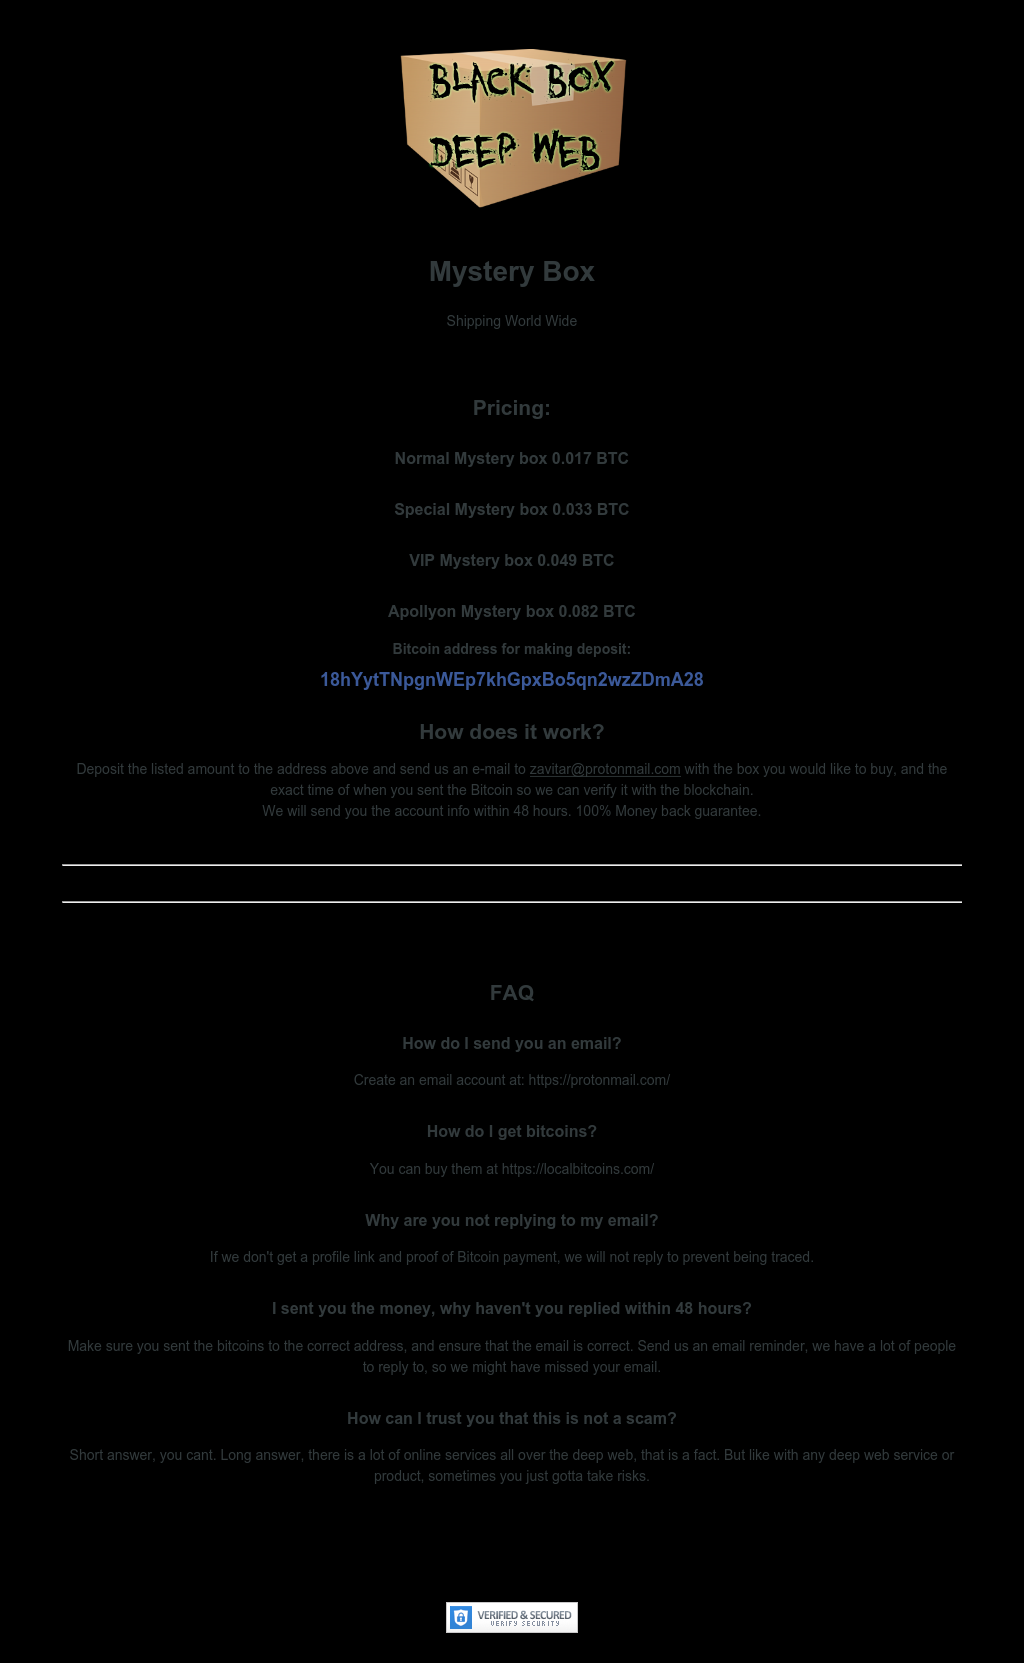 BLACK BOX
DEEP WEB
Mystery Box
Shipping World Wide
Pricing:
Normal Mystery box 0.017 BTC
Special Mystery box 0.033 BTC
VIP Mystery box 0.049 BTC
Apollyon Mystery box 0.082 BTC
Bitcoin address for making deposit:
18hYytTNpgnWEp7khGpxBo5qn2wzZDmA28
How does it work?
Deposit the listed amount to the address above and send us an e-mail to zavitar@protonmail.com with the box you would like to buy, and the
exact time of when you sent the Bitcoin so we can verify it with the blockchain.
We will send you the account info within 48 hours. 100% Money back guarantee.
FAQ
How do I send you an email?
Create an email account at: https://protonmail.com/
How do I get bitcoins?
You can buy them at https://localbitcoins.com/
Why are you not replying to my email?
If we don't get a profile link and proof of Bitcoin payment, we will not reply to prevent being traced.
I sent you the money, why haven't you replied within 48 hours?
Make sure you sent the bitcoins to the correct address, and ensure that the email is correct. Send us an email reminder, we have a lot of people
to reply to, so we might have missed your email.
How can I trust you that this is not a scam?
Short answer, you cant. Long answer, there is a lot of online services all over the deep web, that is a fact. But like with any deep web service or
product, sometimes you just gotta take risks.
VERIFIED & SECURED
VERIFY SECURITY